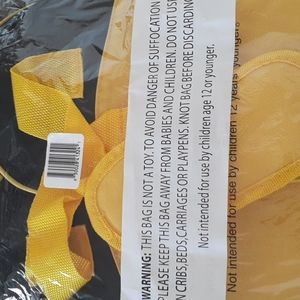 WARNING: THIS BAG IS NOT A TOY. TO AVOID DANGER OF SUFFOCATION
PLEASE KEEP THIS BAG AWAY FROM BABIES AND CHILDREN. DO NOT USE
IN CRIBS,BEDS,CARRIAGES OR PLAYPENS. KNOT BAG BEFORE DISCARDING
Not intended for use by children age 12 or younger.
Not intended for use by children 12 years younger.